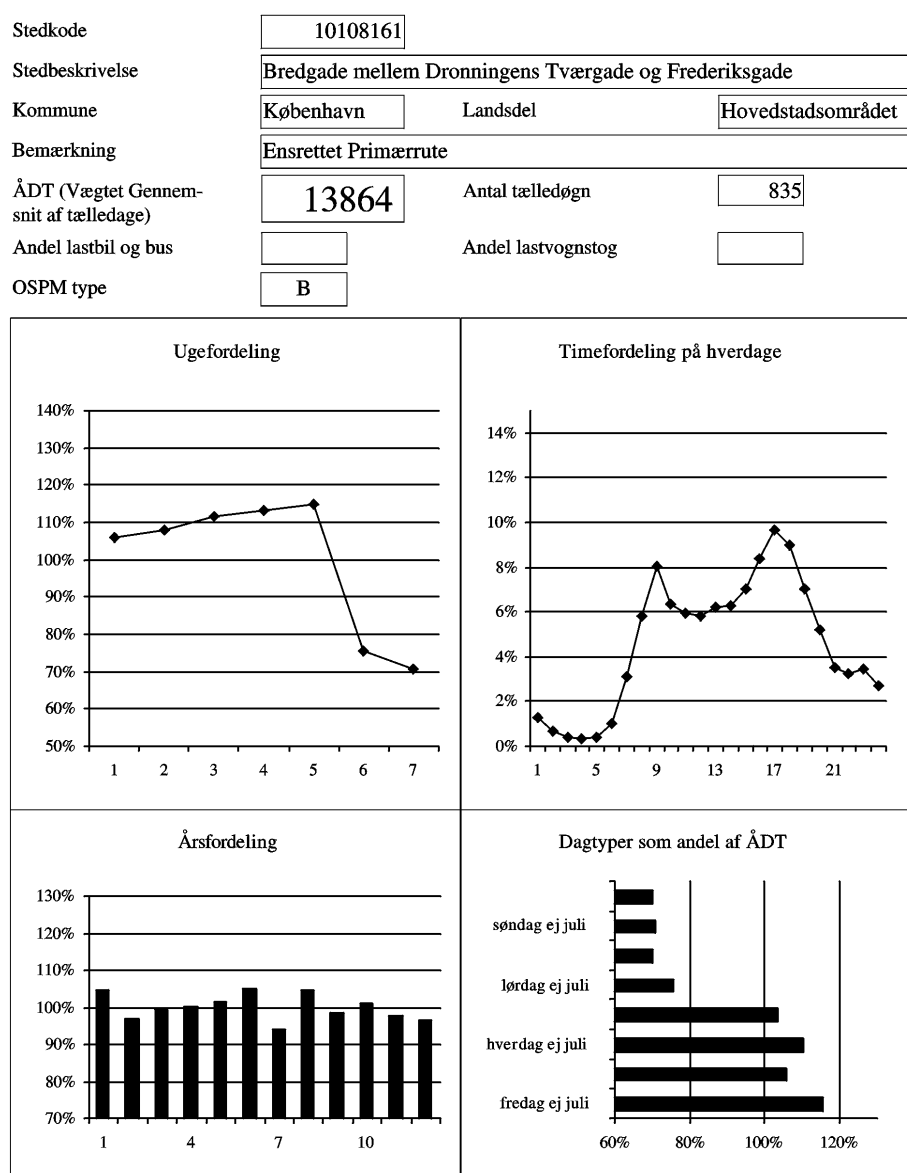 Stedkode 10108161
Stedbeskrivelse Bredgade mellem Dronningens Tværgade og Frederiksgade
Kommune København Landsdel Hovedstadsområdet
Bemærkning Ensrettet Primærrute
ÅDT (Vægtet Gennem-
snit af tælledage) 13864 Antal tælledøgn 835
Andel lastbil og bus Andel lastvognstog
OSPM type B
Ugefordeling
140%
130%
120%
110%
100%
90%
80%
70%
60%
50%
1 2 3 4 5 6 7
Timefordeling på hverdage
14%
12%
10%
8%
6%
4%
2%
0%
1 5 9 13 17 21
Årsfordeling
130%
120%
110%
100%
90%
80%
70%
1 4 7 10
Dagtyper som andel af ÅDT
søndag ej juli
lørdag ej juli
hverdag ej juli
fredag ej juli
60% 80% 100% 120%